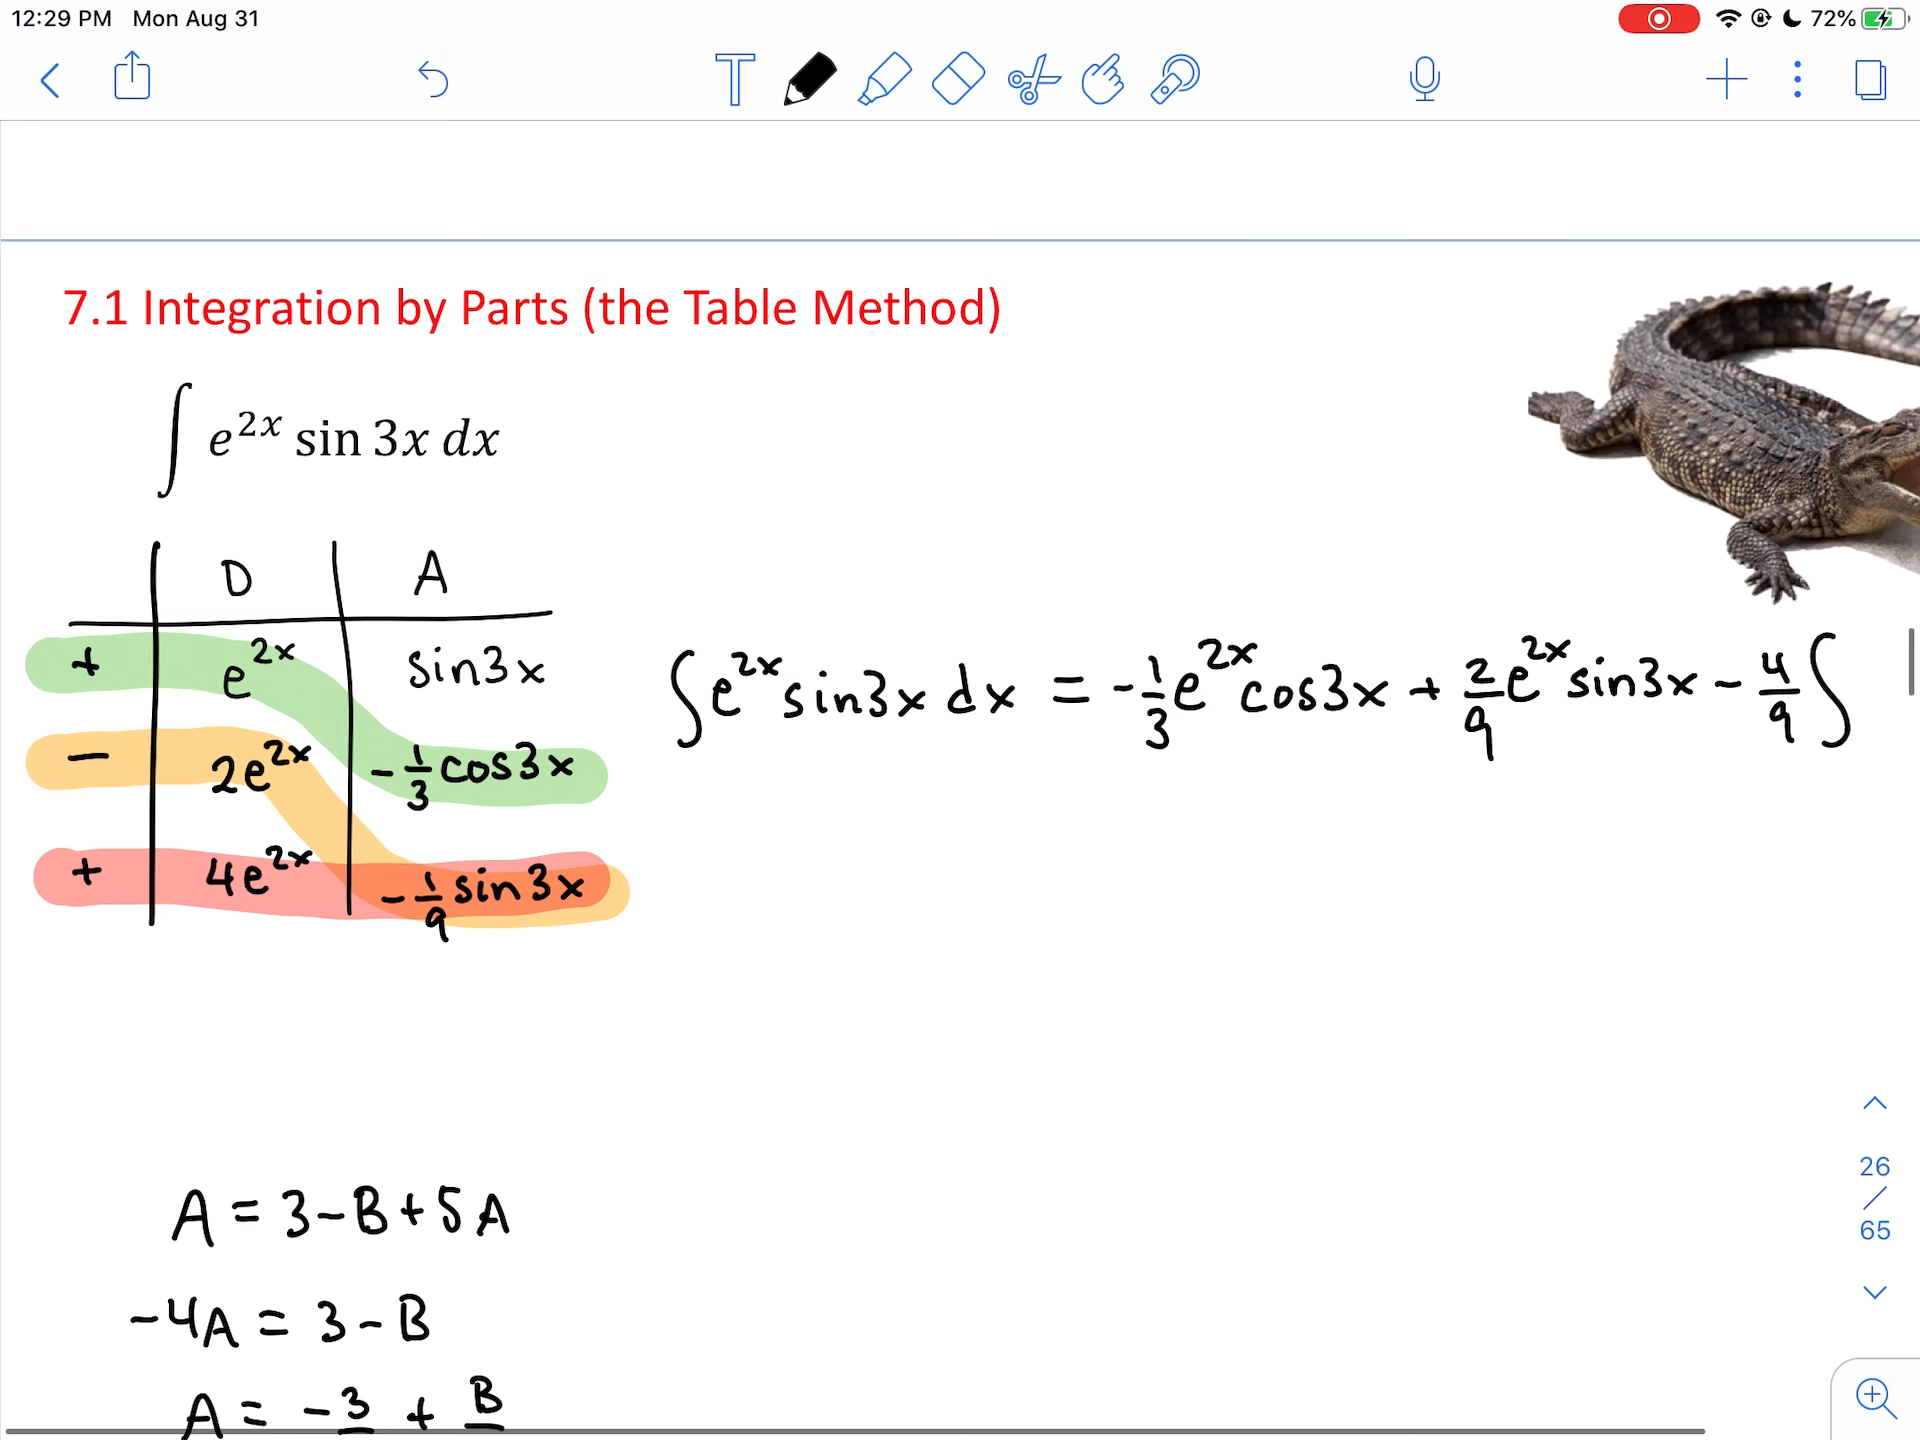 12:29 PM Mon Aug 31 72%
T
7.1 Integration by Parts (the Table Method)
∫ e^{2x} sin 3x dx
D A
+ e^{2x} sin3x
− 2e^{2x} -1/3 cos3x
+ 4e^{2x} -1/9 sin3x
∫e^{2x}sin3x dx = -1/3 e^{2x}cos3x + 2/9 e^{2x}sin3x - 4/9 ∫
A = 3-B+5A
-4A = 3-B
A = -3 + B
26
/
65